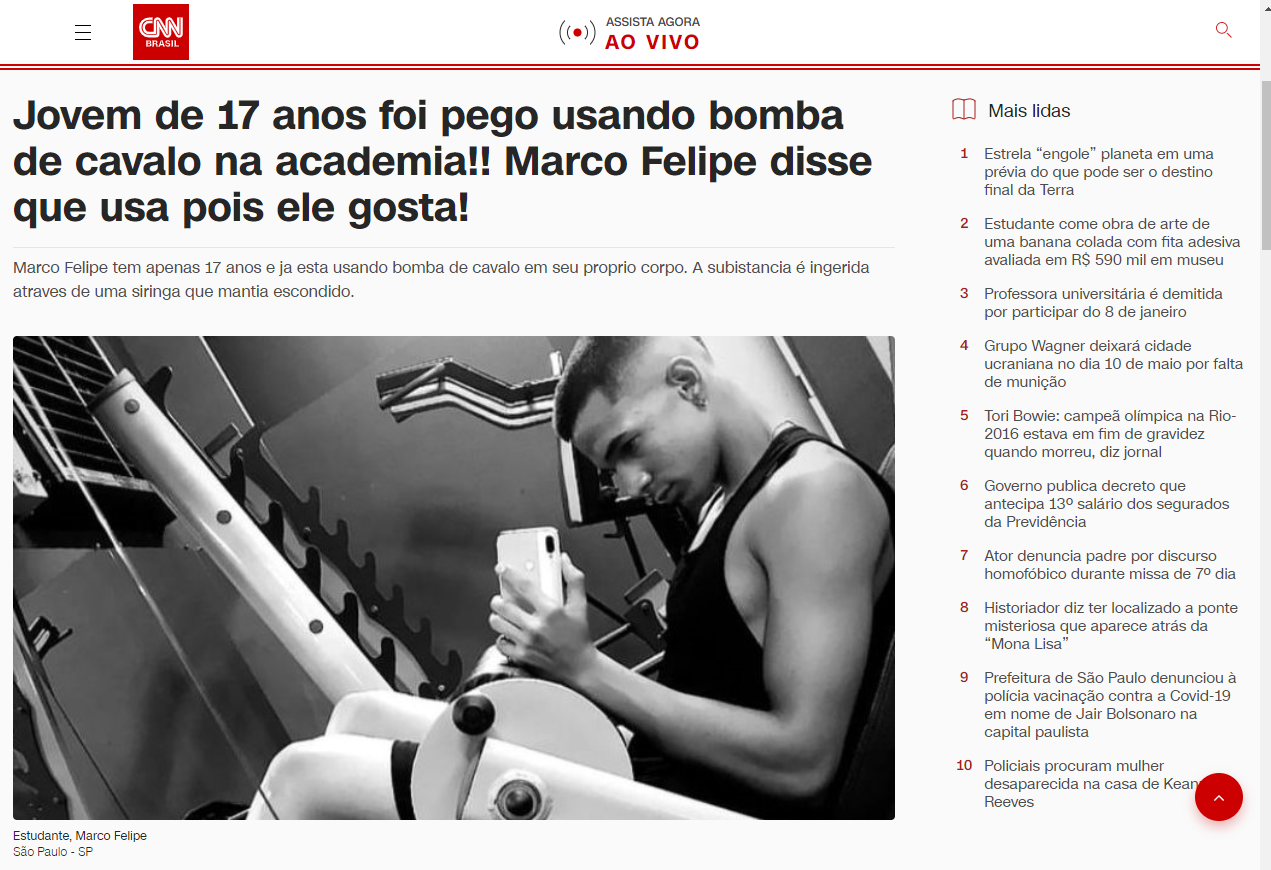 CNN
BRASIL
ASSISTA AGORA
AO VIVO
Jovem de 17 anos foi pego usando bomba
de cavalo na academia!! Marco Felipe disse
que usa pois ele gosta!
Marco Felipe tem apenas 17 anos e ja esta usando bomba de cavalo em seu proprio corpo. A subistancia é ingerida
atraves de uma siringa que mantia escondido.
Estudante, Marco Felipe
São Paulo - SP
Mais lidas
1 Estrela “engole” planeta em uma
prévia do que pode ser o destino
final da Terra
2 Estudante come obra de arte de
uma banana colada com fita adesiva
avaliada em R$ 590 mil em museu
3 Professora universitária é demitida
por participar do 8 de janeiro
4 Grupo Wagner deixará cidade
ucraniana no dia 10 de maio por falta
de munição
5 Tori Bowie: campeã olímpica na Rio-
2016 estava em fim de gravidez
quando morreu, diz jornal
6 Governo publica decreto que
antecipa 13º salário dos segurados
da Previdência
7 Ator denuncia padre por discurso
homofóbico durante missa de 7º dia
8 Historiador diz ter localizado a ponte
misteriosa que aparece atrás da
“Mona Lisa”
9 Prefeitura de São Paulo denunciou à
polícia vacinação contra a Covid-19
em nome de Jair Bolsonaro na
capital paulista
10 Policiais procuram mulher
desaparecida na casa de
Reeves